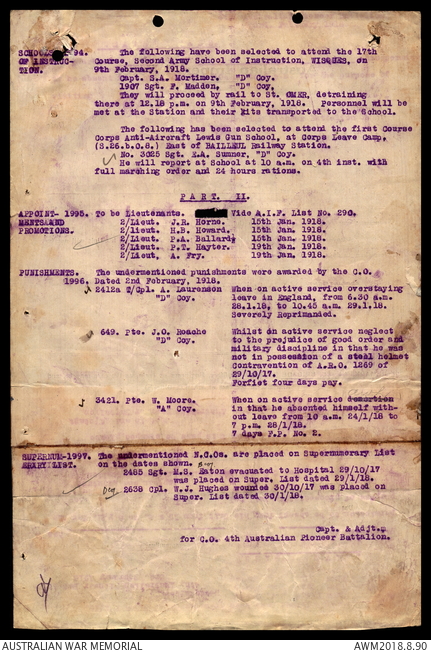 SCHOOLS 1994. The following have been selected to attend the 17th
OF INSTRUC- Course, Second Army School of Instruction, WISQUES, on
TION. 9th February, 1918.
Capt. S.A. Mortimer. "D" Coy.
1907 Sgt. F. Madden, "D" Coy.
They will proceed by rail to St. OMER, detraining
there at 12.18 p.m. on 9th February, 1918. Personnel will be
met at the Station and their kits transported to the School.
The following has been selected to attend the first Course
Corps Anti-Aircraft Lewis Gun School, at Corps Leave Camp,
(S.26.b.0.8.) East of BAILLEUL Railway Station.
No. 3025 Sgt. E.A. Sumner, "D" Coy.
He will report at School at 10 a.m. on 4th inst. with
full marching order and 24 hours rations.
PART. II.
APPOINT- 1995. To be Lieutenants. Vide A.I.F List No. 290.
MENTS AND 2/Lieut. J.R. Horne. 15th Jan. 1918.
PROMOTIONS. 2/Lieut. H.B. Howard. 15th Jan. 1918.
2/Lieut. P.A. Ballard. 15th Jan. 1918.
2/Lieut. P.T. Hayter. 19th Jan. 1918.
2/Lieut. A. Fry. 19th Jan. 1918.
PUNISHMENTS. The undermentioned punishments were awarded by the C.O.
1996. Dated 2nd February, 1918.
2412a T/Cpl. A. Laurenson When on active service overstaying
"D" Coy. leave in England, from 6.30 a.m.
28.1.18, to 10.45 a.m. 29.1.18.
Severely Reprimanded.
649. Pte. J.O. Roache Whilst on active service neglect
"D" Coy. to the prejudice of good order and
military discipline in that he was
not in possession of a steel helmet
Contravention of A.R.O. 1269 of
29/10/17.
Forfiet four days pay.
3421. Pte. W. Moore. When on active service desertion
"A" Coy. in that he absented himself with-
out leave from 10 a.m. 24/1/18 to
7 p.m. 28/1/18.
7 days F.P. No. 2.
SUPERNUM-1997. The undermentioned N.C.Os. are placed on Supernumerary List
ERARY LIST. on the dates shown.
2485 Sgt. M.S. Eaton evacuated to Hospital 29/10/17
was placed on Super. List dated 29/1/18.
2638 Cpl. W.J. Hughes wounded 30/10/17 was placed on
Super. List dated 30/1/18.
Capt. & Adjt.
for C.O. 4th Australian Pioneer Battalion.
AUSTRALIAN WAR MEMORIAL AWM2018.8.90